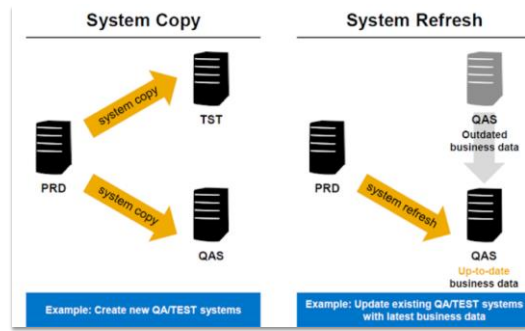 System Copy
system copy
TST
PRD
system copy
QAS
Example: Create new QA/TEST systems
System Refresh
QAS
Outdated
business data
PRD
system refresh
QAS
Up-to-date
business data
Example: Update existing QA/TEST systems
with latest business data